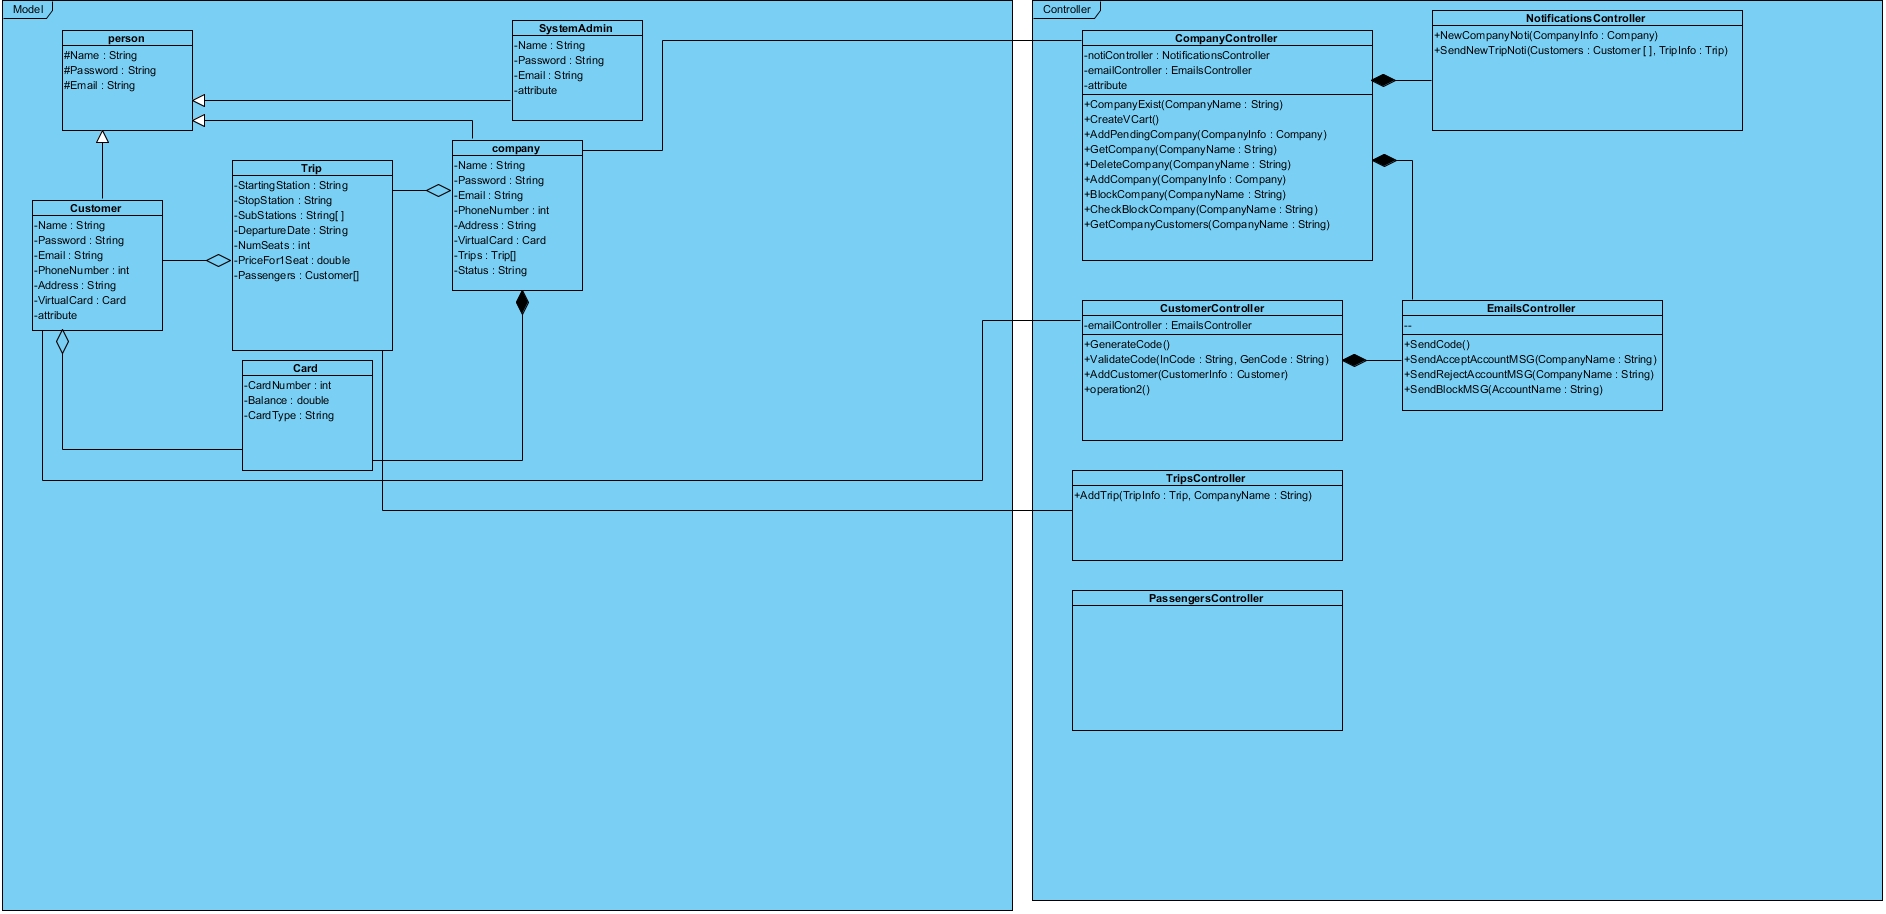 Model
person
#Name : String
#Password : String
#Email : String
SystemAdmin
-Name : String
-Password : String
-Email : String
-attribute
company
-Name : String
-Password : String
-Email : String
-PhoneNumber : int
-Address : String
-VirtualCard : Card
-Trips : Trip[]
-Status : String
Trip
-StartingStation : String
-StopStation : String
-SubStations : String[ ]
-DepartureDate : String
-NumSeats : int
-PriceFor1Seat : double
-Passengers : Customer[]
Customer
-Name : String
-Password : String
-Email : String
-PhoneNumber : int
-Address : String
-VirtualCard : Card
-attribute
Card
-CardNumber : int
-Balance : double
-CardType : String
Controller
CompanyController
-notiController : NotificationsController
-emailController : EmailsController
-attribute
+CompanyExist(CompanyName : String)
+CreateVCart()
+AddPendingCompany(CompanyInfo : Company)
+GetCompany(CompanyName : String)
+DeleteCompany(CompanyName : String)
+AddCompany(CompanyInfo : Company)
+BlockCompany(CompanyName : String)
+CheckBlockCompany(CompanyName : String)
+GetCompanyCustomers(CompanyName : String)
NotificationsController
+NewCompanyNoti(CompanyInfo : Company)
+SendNewTripNoti(Customers : Customer [ ], TripInfo : Trip)
CustomerController
-emailController : EmailsController
+GenerateCode()
+ValidateCode(InCode : String, GenCode : String)
+AddCustomer(CustomerInfo : Customer)
+operation2()
EmailsController
--
+SendCode()
+SendAcceptAccountMSG(CompanyName : String)
+SendRejectAccountMSG(CompanyName : String)
+SendBlockMSG(AccountName : String)
TripsController
+AddTrip(TripInfo : Trip, CompanyName : String)
PassengersController